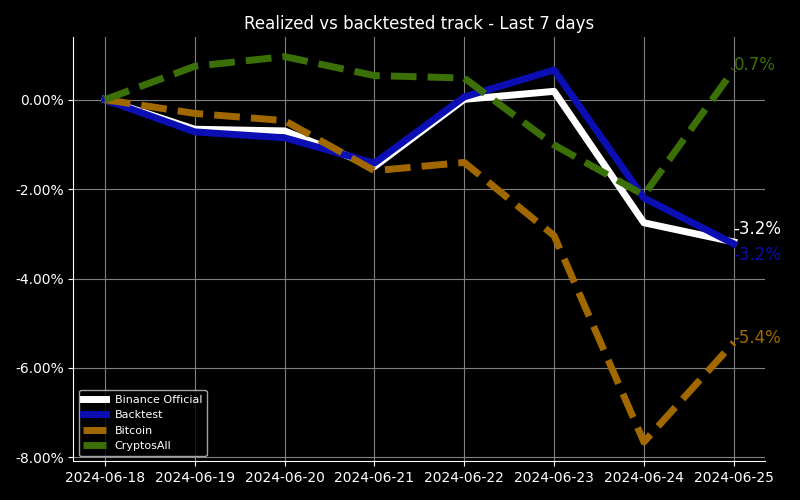 Realized vs backtested track - Last 7 days
0.7%
0.00%
-2.00%
-3.2%
-3.2%
-4.00%
-5.4%
-6.00%
-8.00%
Binance Official
Backtest
Bitcoin
CryptosAll
2024-06-18 2024-06-19 2024-06-20 2024-06-21 2024-06-22 2024-06-23 2024-06-24 2024-06-25